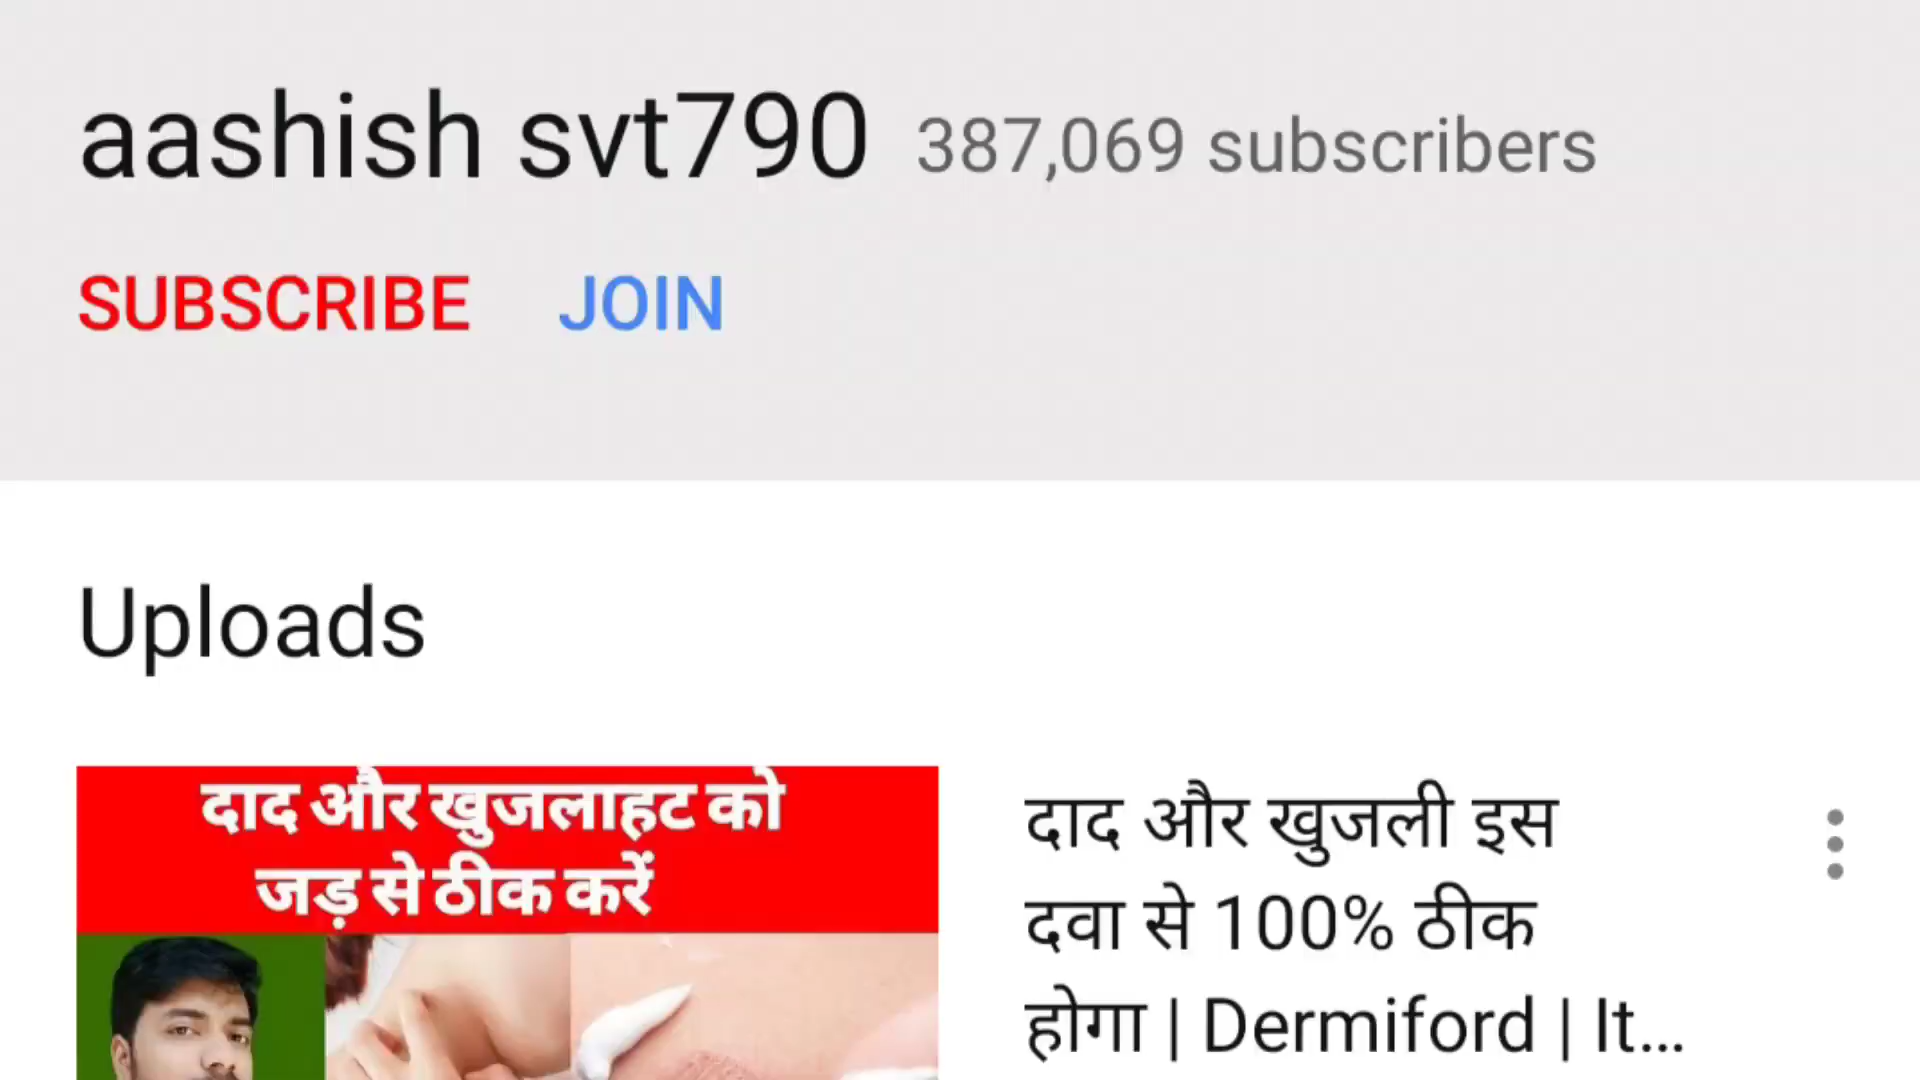 aashish svt790 387,069 subscribers
SUBSCRIBE JOIN
Uploads
दाद और खुजलाहट को
जड़ से ठीक करें
दाद और खुजली इस
दवा से 100% ठीक
होगा | Dermiford | It...